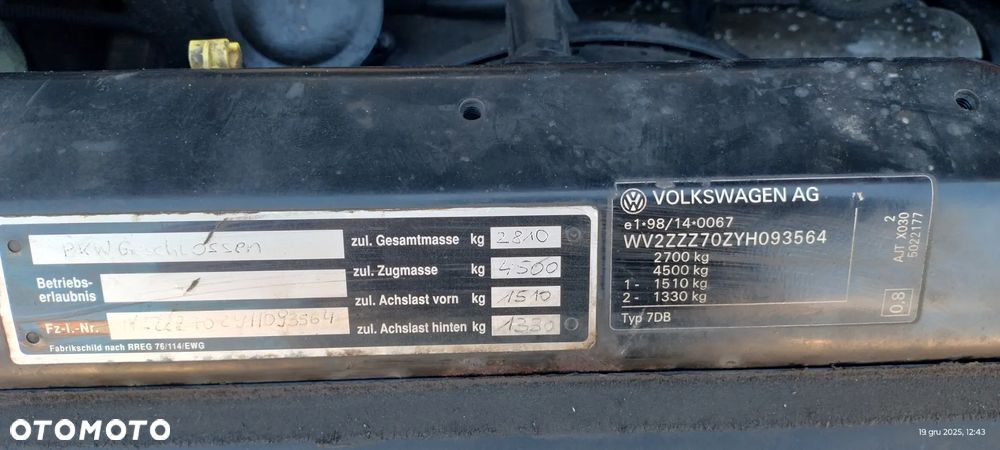 PKW Geschlossen
zul. Gesamtmasse kg 2810
zul. Zugmasse kg 4500
Betriebs-
erlaubnis
zul. Achslast vorn kg 1510
Fz-I.-Nr.
zul. Achslast hinten kg 1330
Fabrikschild nach RREG 76/114/EWG
VOLKSWAGEN AG
e1*98/14*0067
WV2ZZZ70ZYH093564
2700 kg
4500 kg
1- 1510 kg
2- 1330 kg
Typ 7DB
2
AJT X030
5022177
0,8
OTOMOTO
19 gru 2025, 12:43